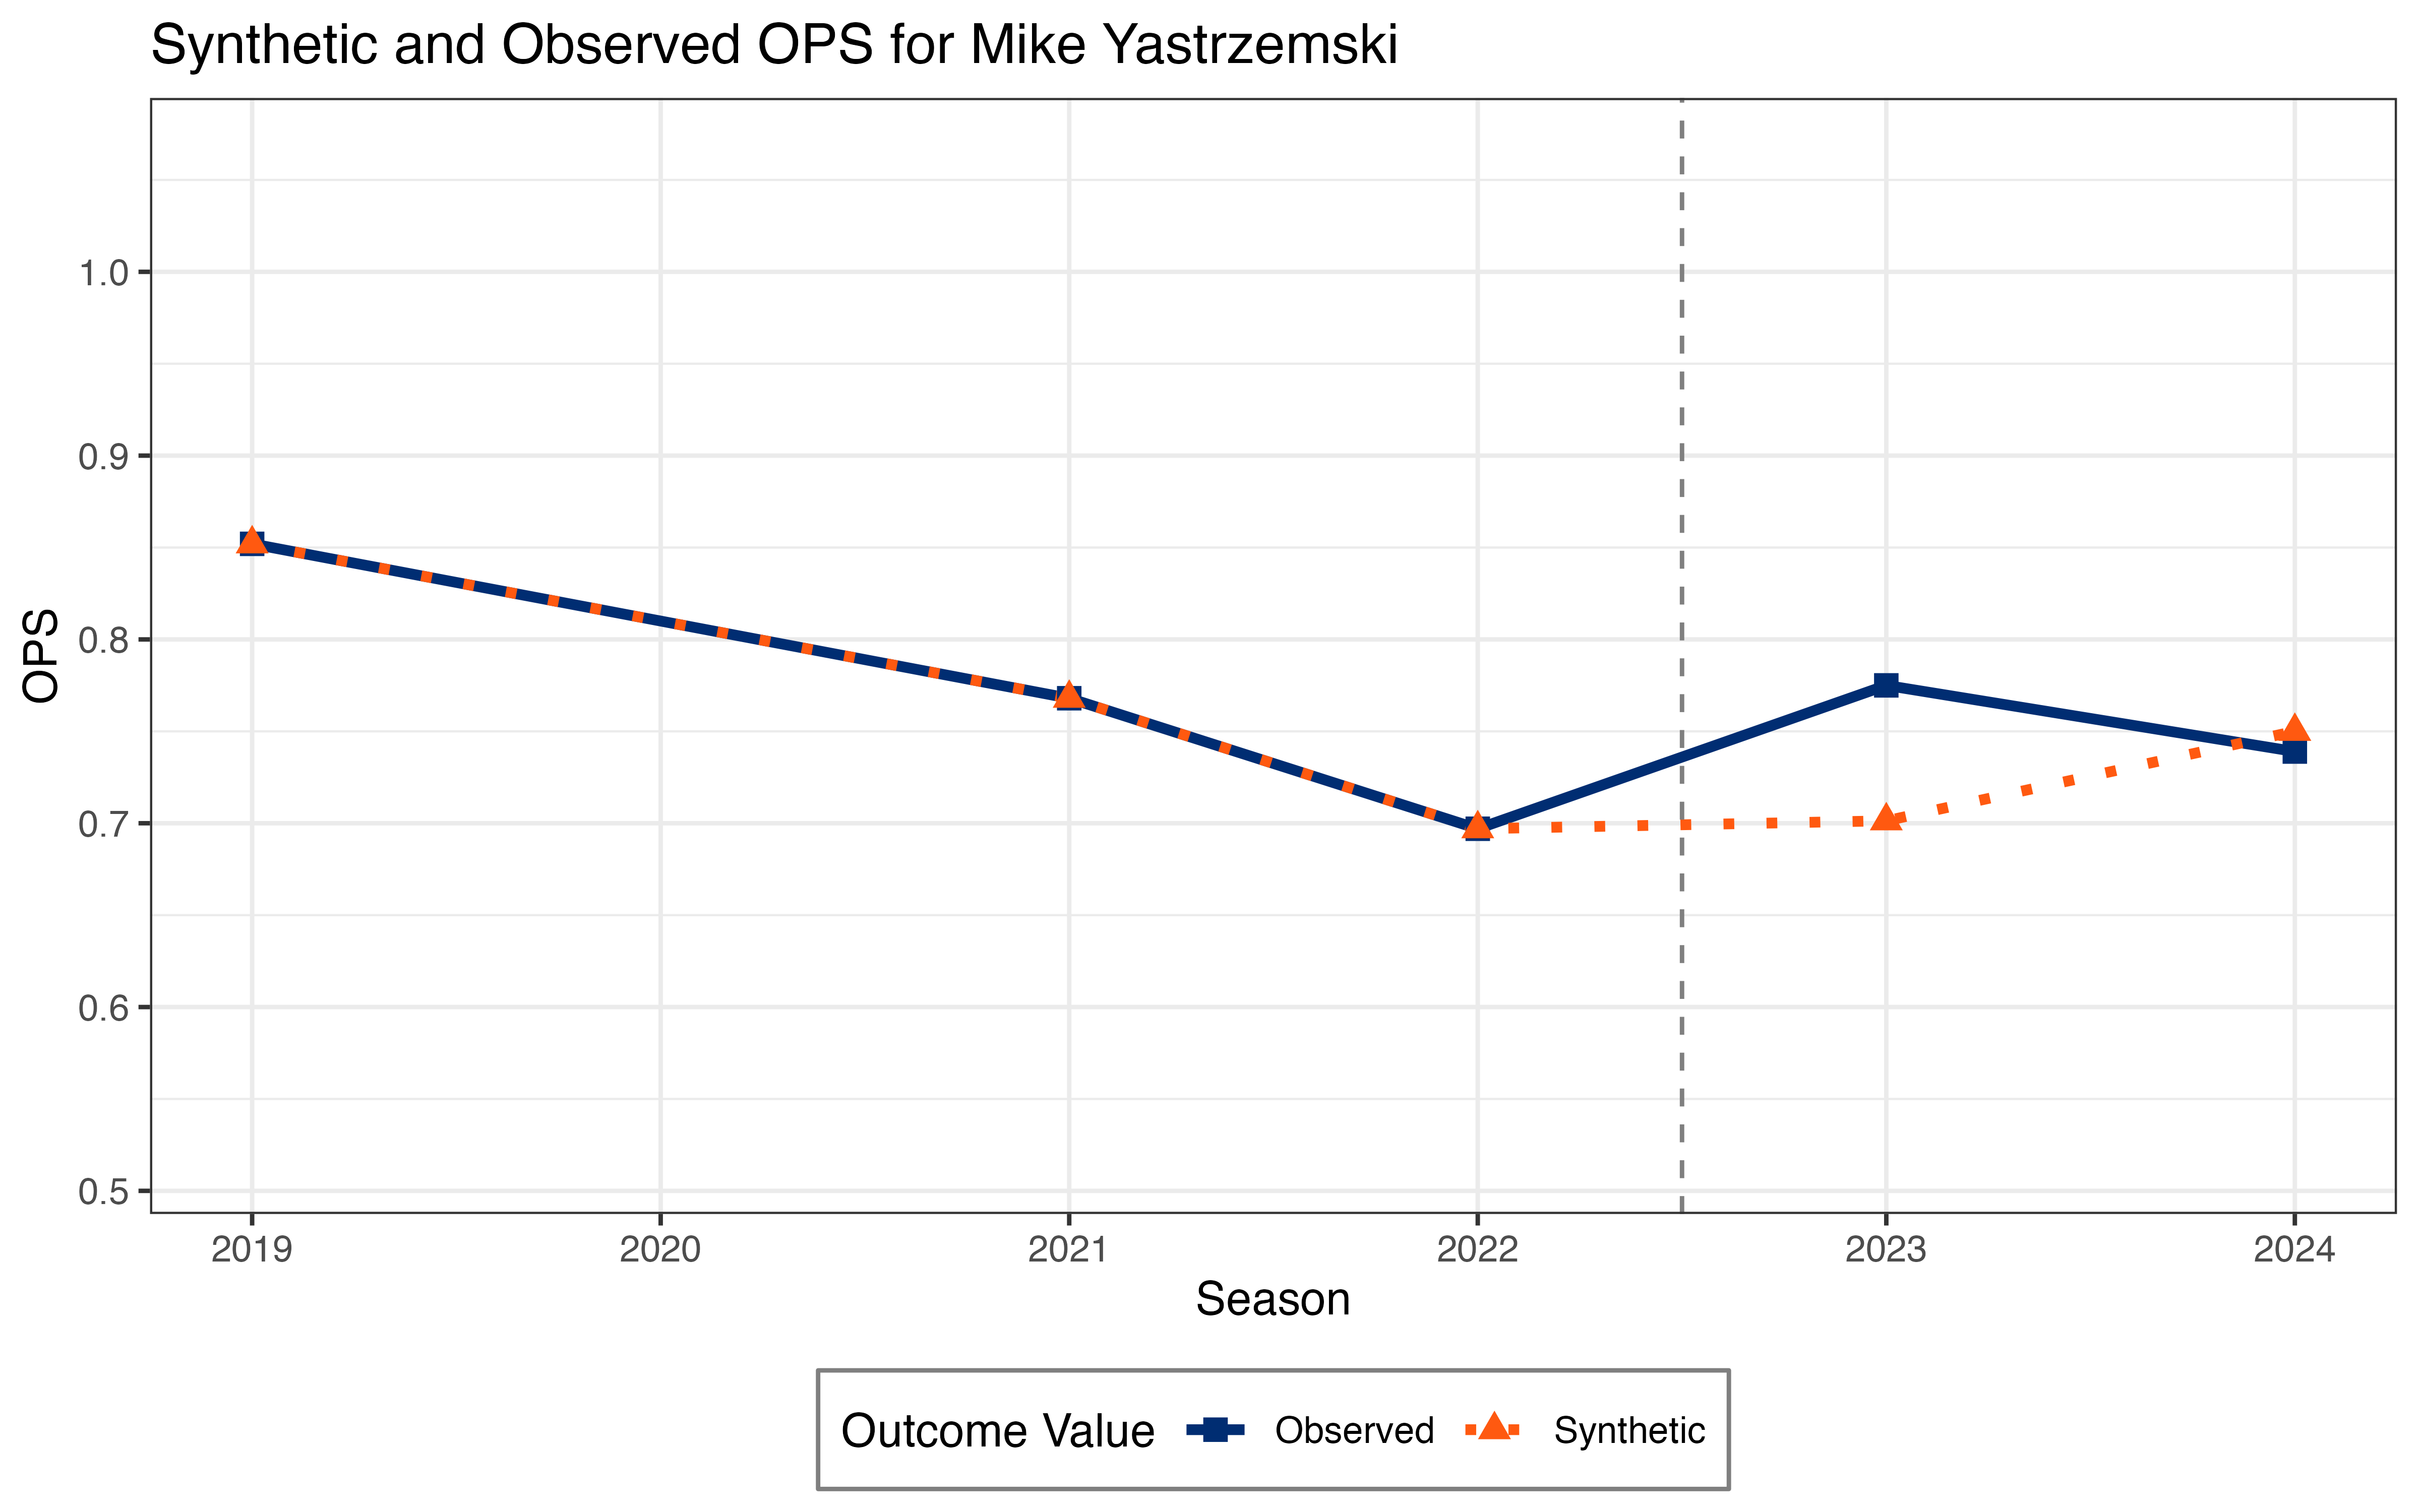 Synthetic and Observed OPS for Mike Yastrzemski
OPS
1.0
0.9
0.8
0.7
0.6
0.5
2019 2020 2021 2022 2023 2024
Season
Outcome Value Observed Synthetic